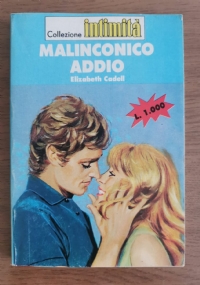 Collezione intimità
MALINCONICO
ADDIO
Elizabeth Cadell
L. 1.000